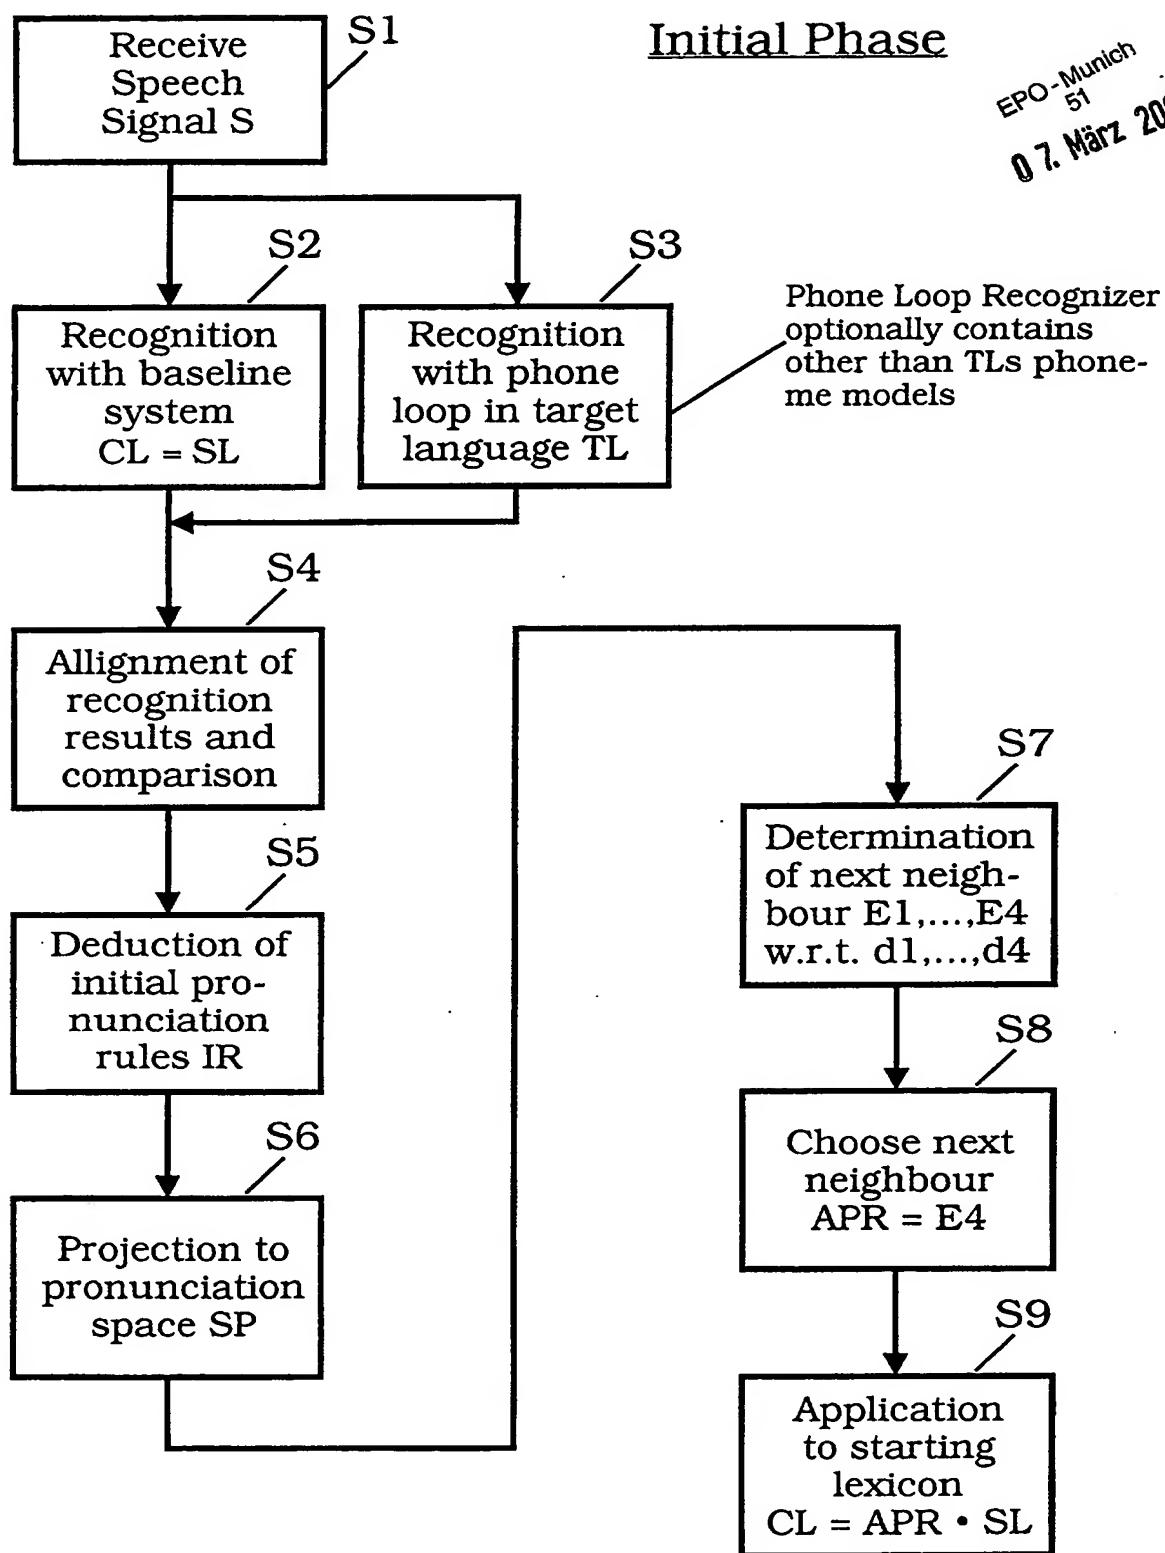 Initial Phase
EPO-Munich
51
07. März
Receive
Speech
Signal S
S1
S2
Recognition
with baseline
system
CL = SL
S3
Recognition
with phone
loop in target
language TL
Phone Loop Recognizer
optionally contains
other than TLs phone-
me models
S4
Allignment of
recognition
results and
comparison
S5
Deduction of
initial pro-
nunciation
rules IR
S6
Projection to
pronunciation
space SP
S7
Determination
of next neigh-
bour E1,...,E4
w.r.t. d1,...,d4
S8
Choose next
neighbour
APR = E4
S9
Application
to starting
lexicon
CL = APR • SL